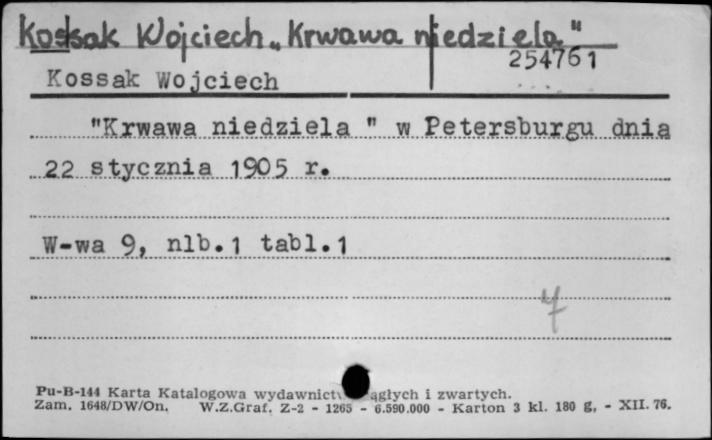 Kossak Wojciech „Krwawa niedziela"
254761
Kossak Wojciech
"Krwawa niedziela " w Petersburgu dnia
22 stycznia 1905 r.
W-wa 9, nlb.1 tabl.1
4
Pu-B-144 Karta Katalogowa i zwartych.
Zam. 1648/DW/On. W.Z.Graf. Z-2 - 1265 - 6.590.000 - Karton 3 kl. 180 g, - XII. 76.